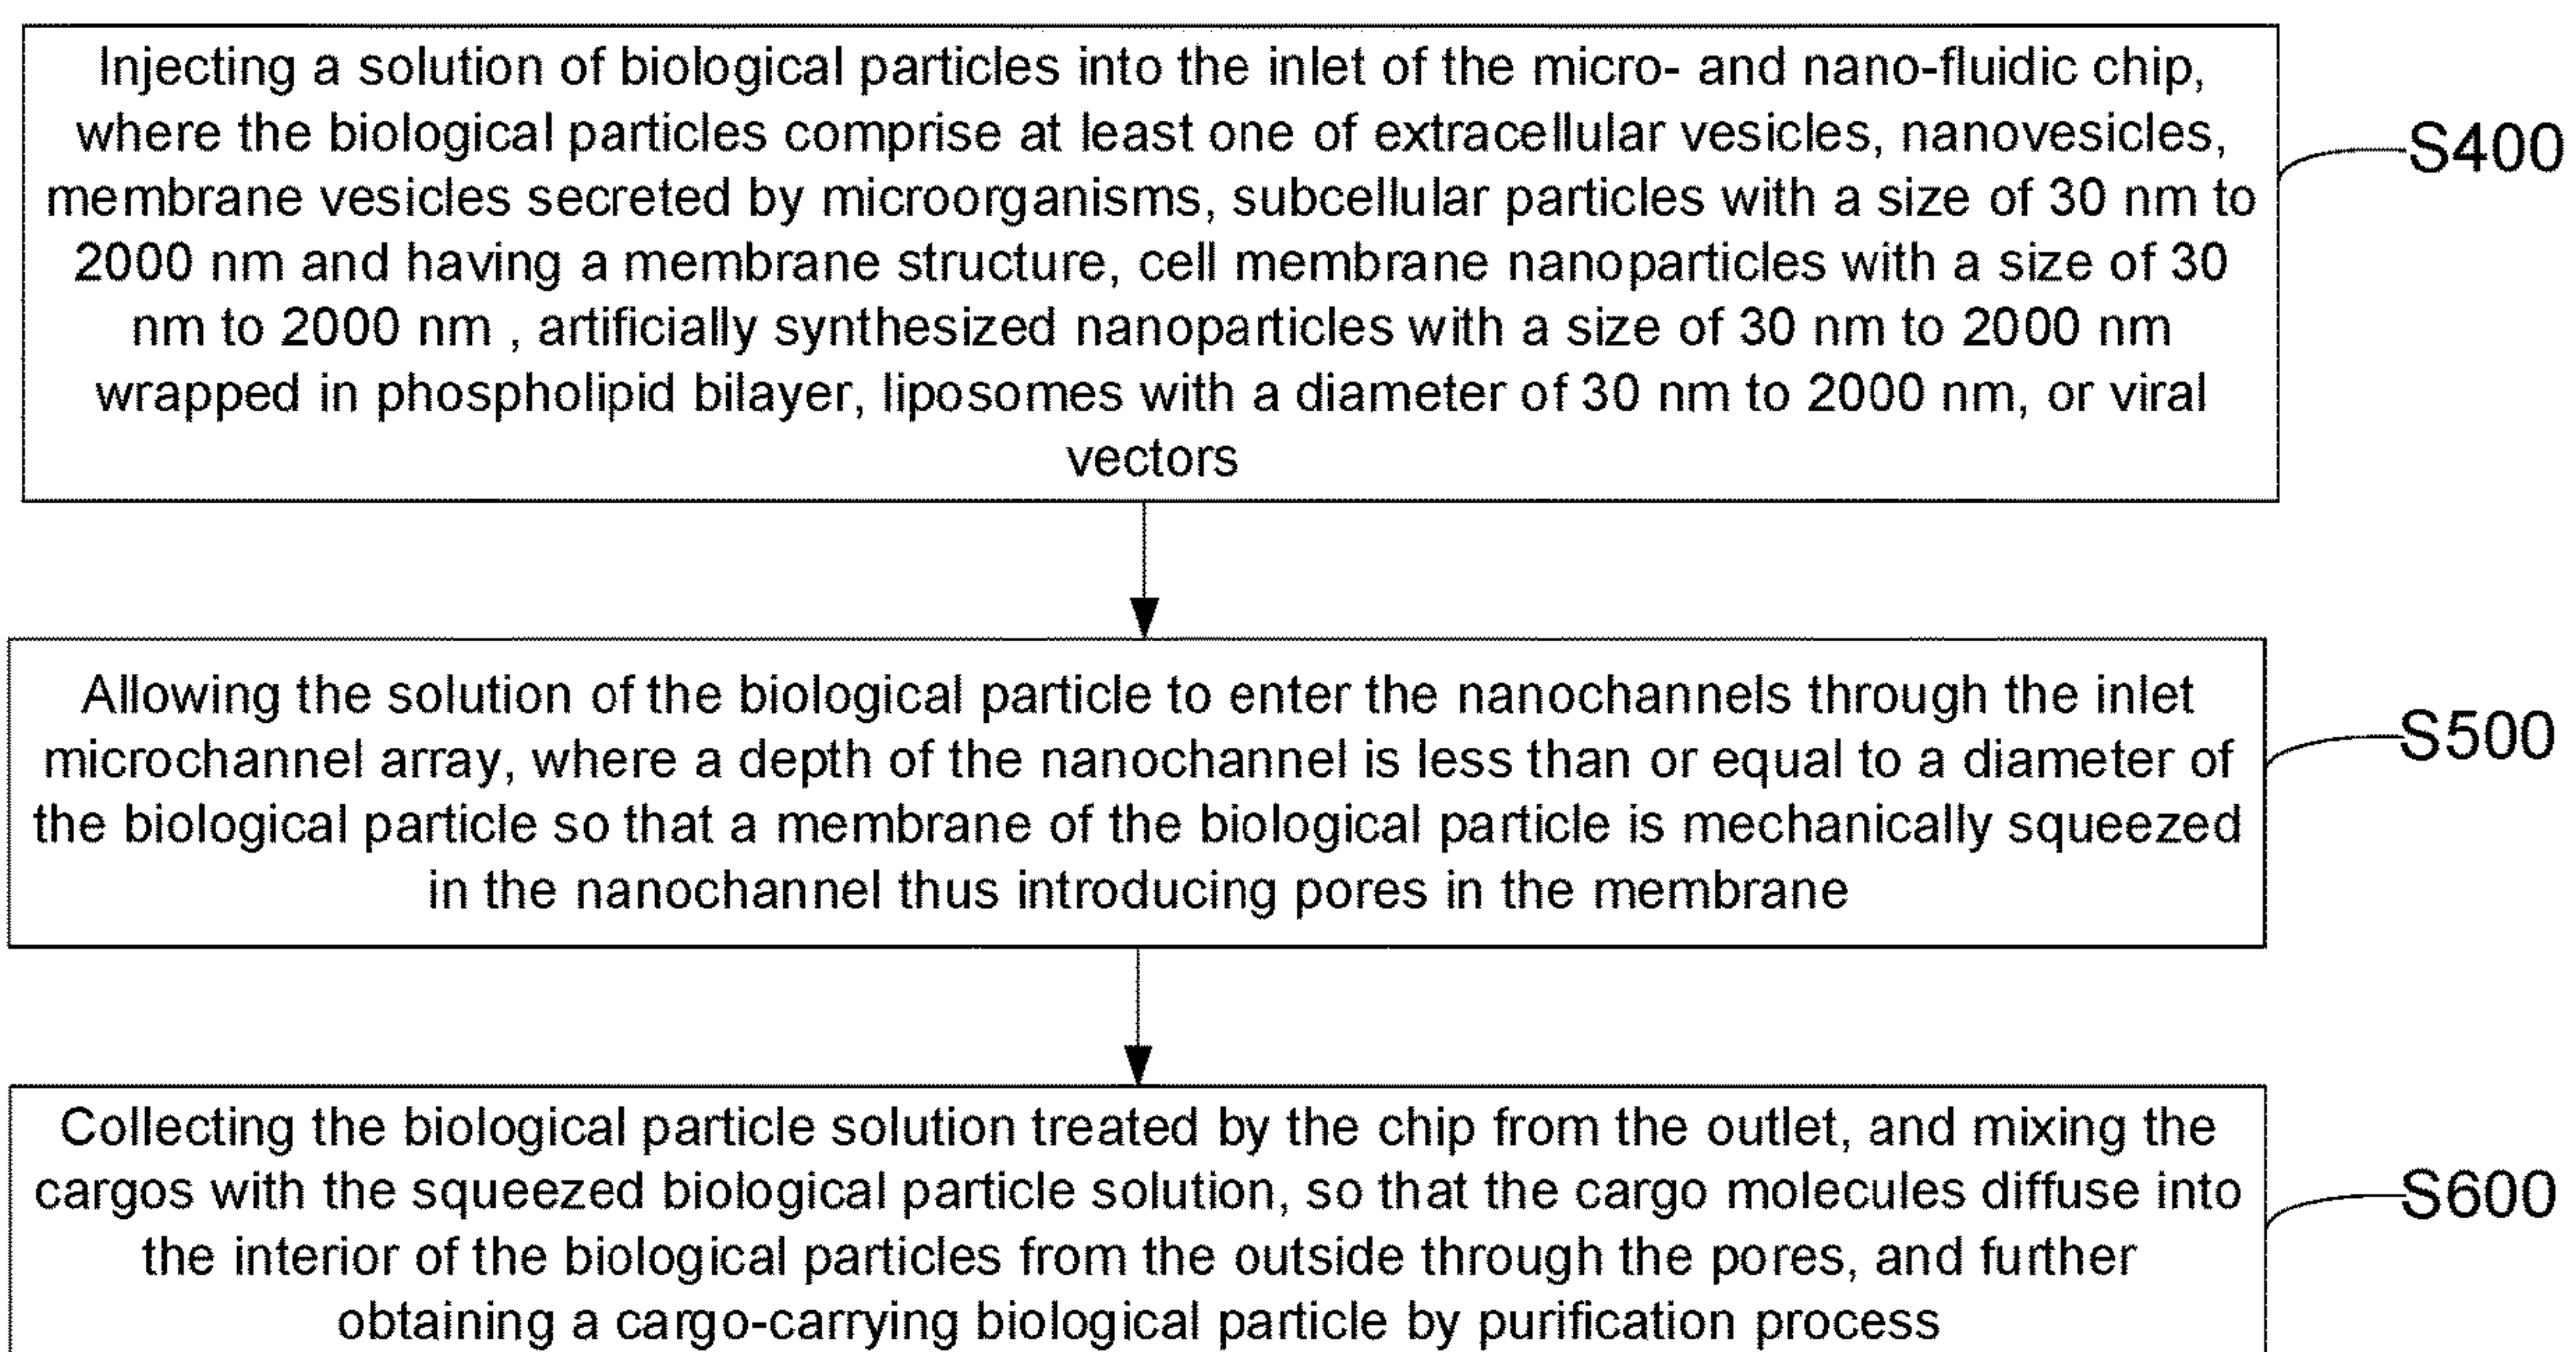 Injecting a solution of biological particles into the inlet of the micro- and nano-fluidic chip,
where the biological particles comprise at least one of extracellular vesicles, nanovesicles,
membrane vesicles secreted by microorganisms, subcellular particles with a size of 30 nm to
2000 nm and having a membrane structure, cell membrane nanoparticles with a size of 30
nm to 2000 nm , artificially synthesized nanoparticles with a size of 30 nm to 2000 nm
wrapped in phospholipid bilayer, liposomes with a diameter of 30 nm to 2000 nm, or viral
vectors
S400
Allowing the solution of the biological particle to enter the nanochannels through the inlet
microchannel array, where a depth of the nanochannel is less than or equal to a diameter of
the biological particle so that a membrane of the biological particle is mechanically squeezed
in the nanochannel thus introducing pores in the membrane
S500
Collecting the biological particle solution treated by the chip from the outlet, and mixing the
cargos with the squeezed biological particle solution, so that the cargo molecules diffuse into
the interior of the biological particles from the outside through the pores, and further
obtaining a cargo-carrying biological particle by purification process
S600